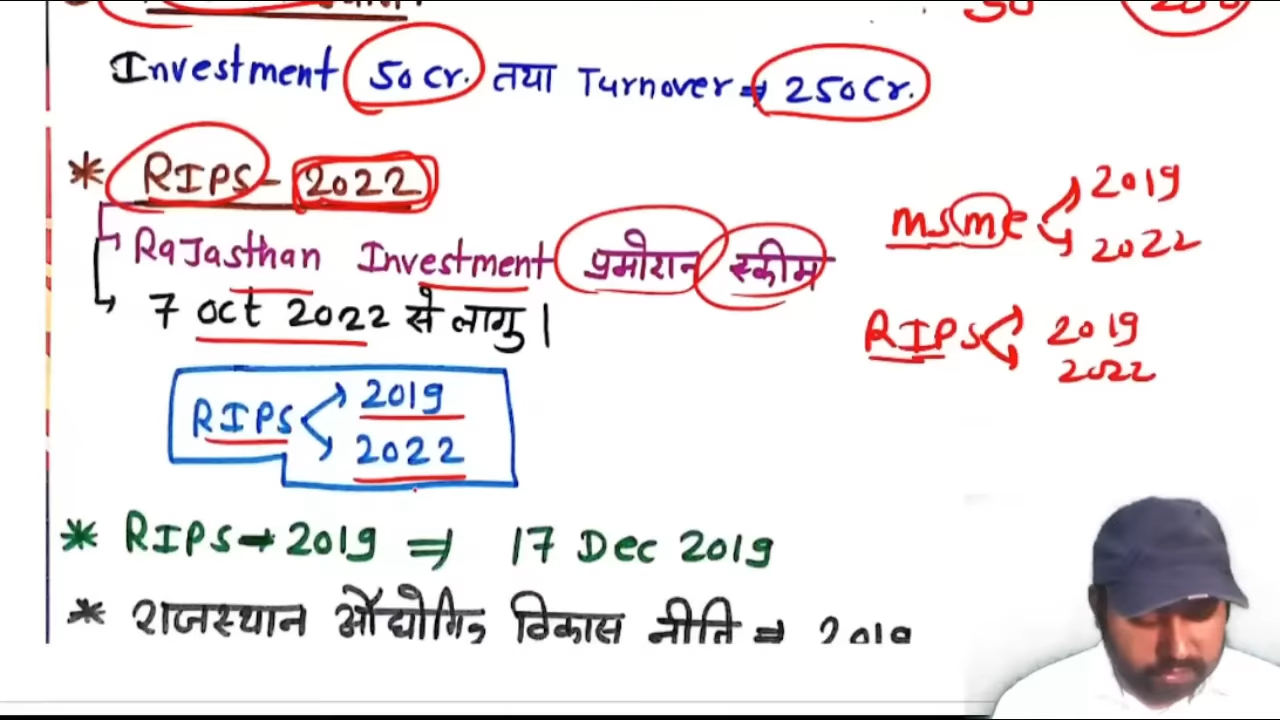 Investment 50 Cr. तथा Turnover ⇒ 250 Cr.
* RIPS - 2022
RaJasthan Investment प्रमोशन स्कीम
7 oct 2022 से लागु।
RIPS 2019
2022
msme 2019
2022
RIPS 2019
2022
* RIPS → 2019 ⇒ 17 Dec 2019
* राजस्थान औद्योगिक विकास नीति ⇒ 2019